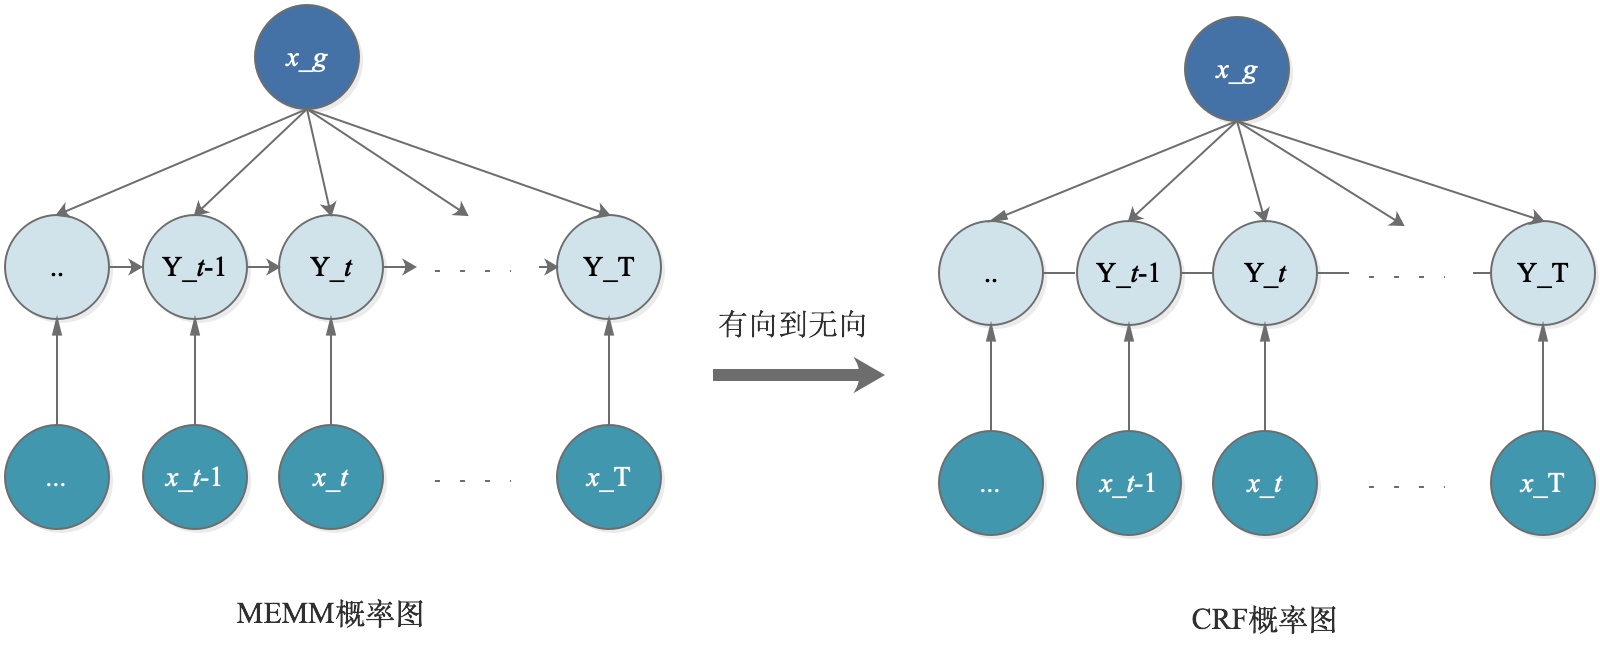 x_g
.. Y_t-1 Y_t - - - - Y_T
... x_t-1 x_t - - - - x_T
MEMM概率图
有向到无向
x_g
.. Y_t-1 Y_t - - - - Y_T
... x_t-1 x_t - - - - x_T
CRF概率图